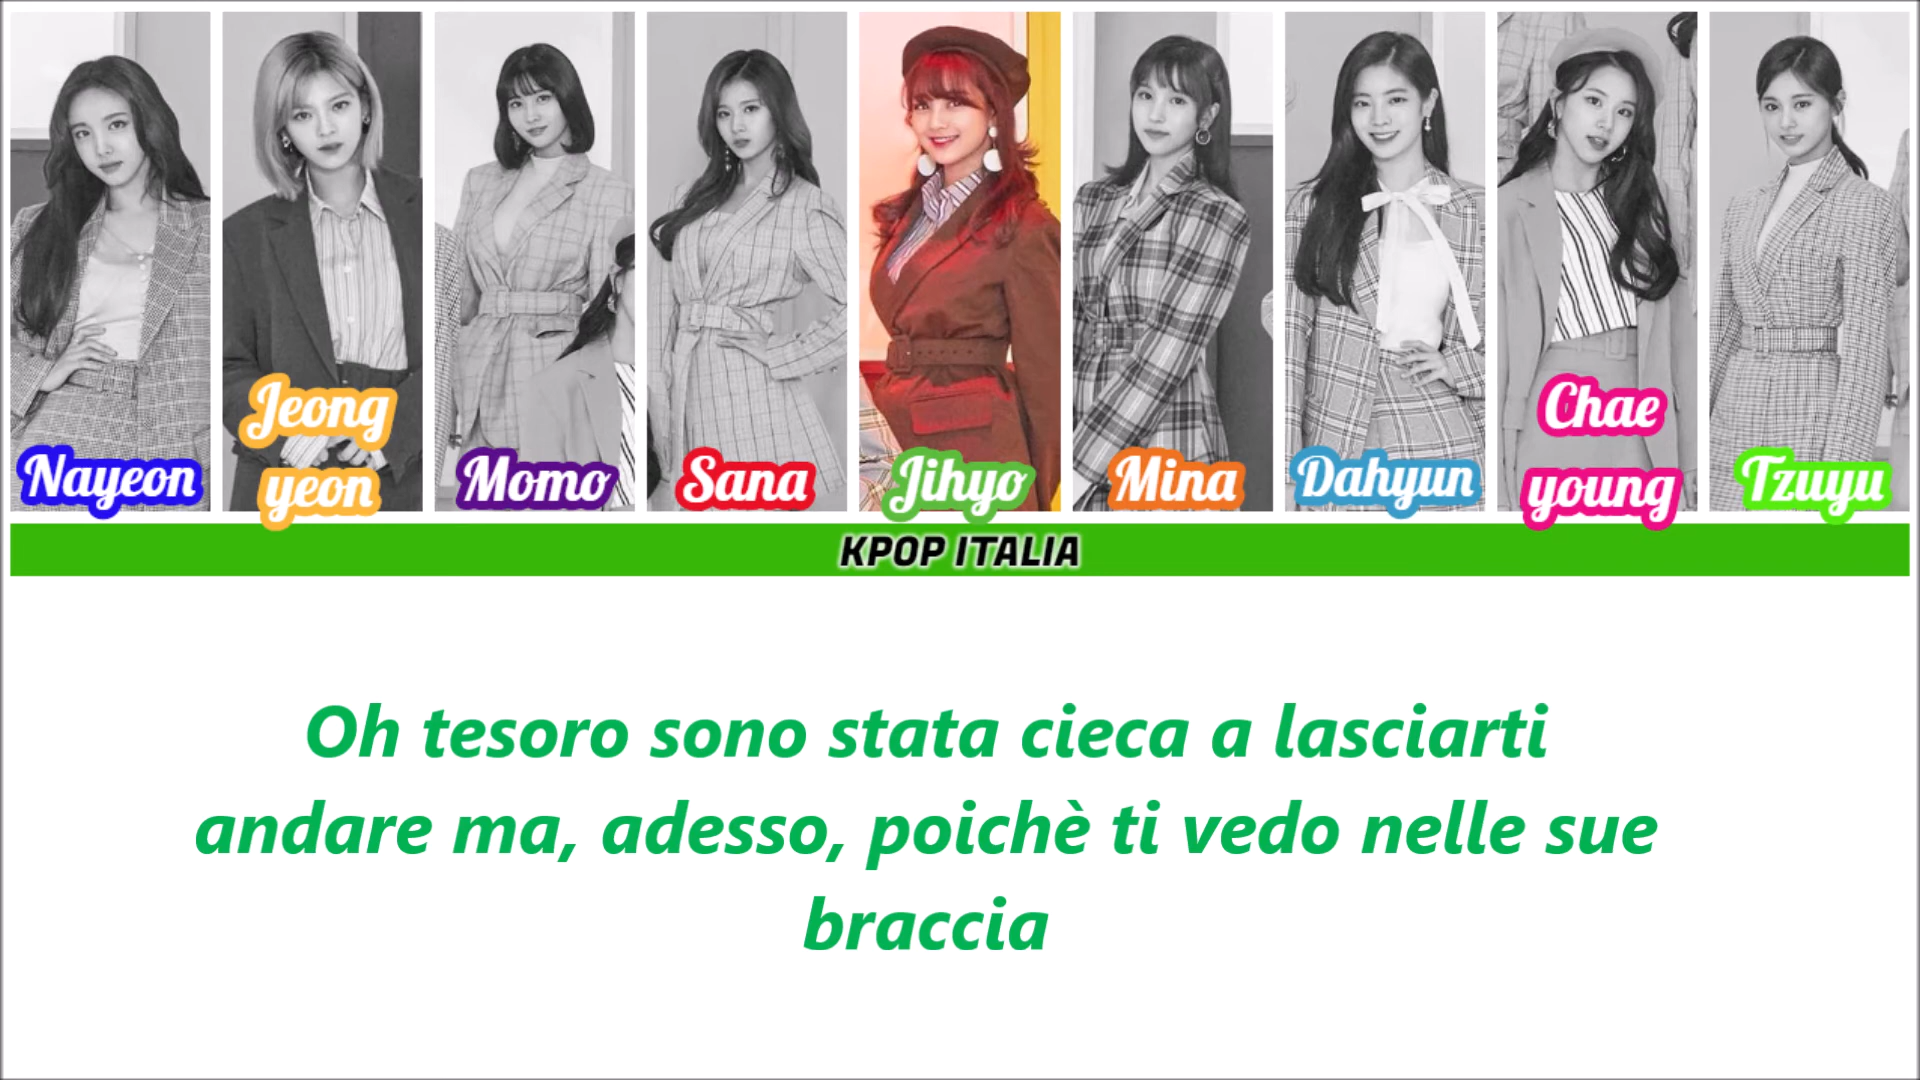 Nayeon
Jeong
yeon
Momo
Sana
Jihyo
Mina
Dahyun
Chae
young
Tzuyu
KPOP ITALIA
Oh tesoro sono stata cieca a lasciarti
andare ma, adesso, poichè ti vedo nelle sue
braccia